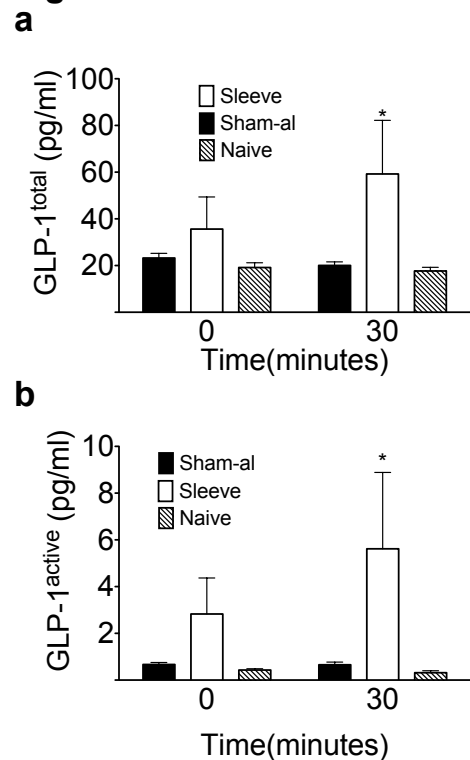 a
100
80
60
40
20
GLP-1total (pg/ml)
Sleeve
Sham-al
Naive
*
0 30
Time(minutes)
b
10
8
6
4
2
GLP-1active (pg/ml)
Sham-al
Sleeve
Naive
*
0 30
Time(minutes)